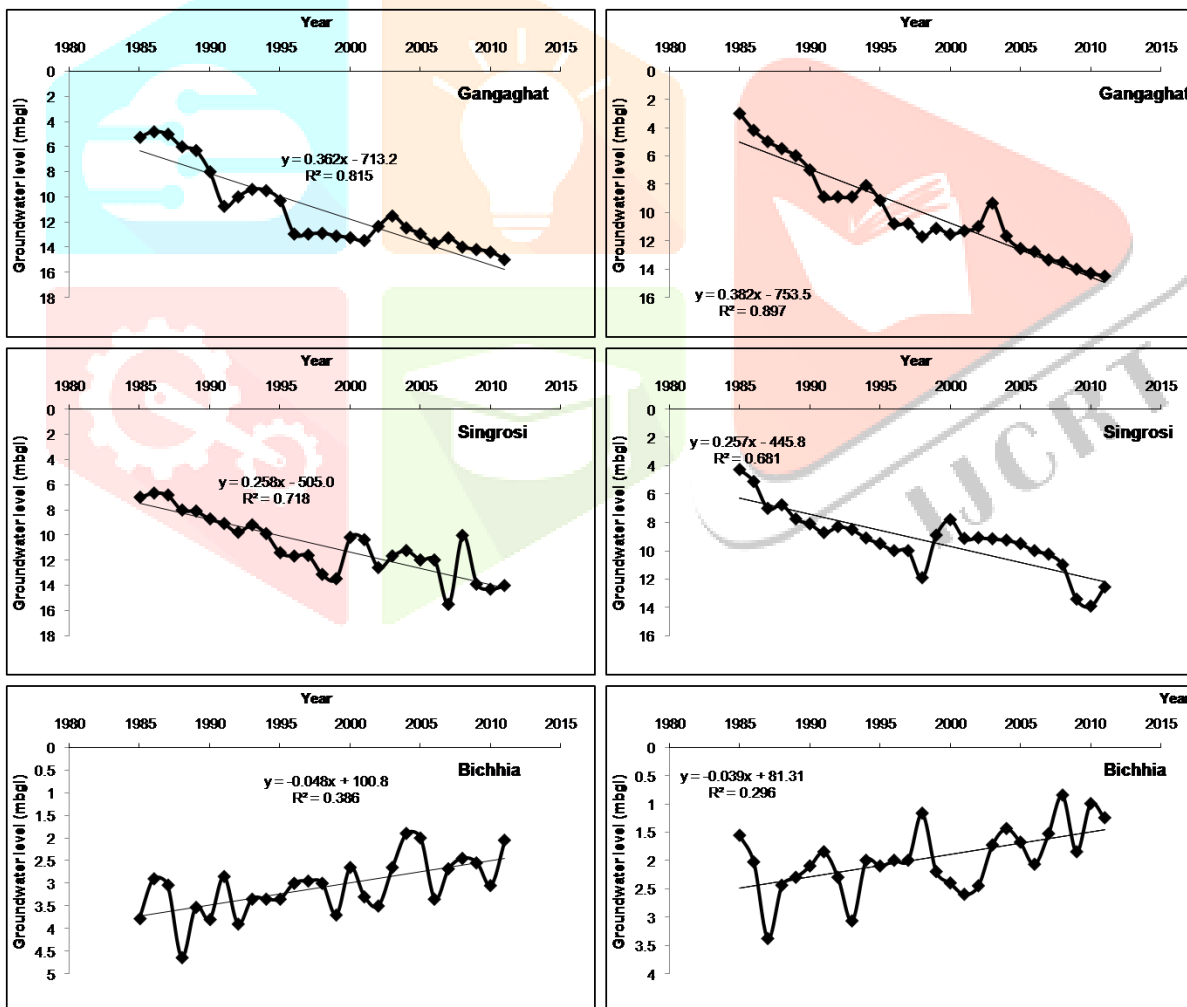 Year
1980 1985 1990 1995 2000 2005 2010 2015
0
2
4
6
8
10
12
14
16
18
Groundwater level (mbgl)
Gangaghat
y = 0.362x - 713.2
R² = 0.815
Year
1980 1985 1990 1995 2000 2005 2010 2015
0
2
4
6
8
10
12
14
16
Groundwater level (mbgl)
Gangaghat
y = 0.382x - 753.5
R² = 0.897
Year
1980 1985 1990 1995 2000 2005 2010 2015
0
2
4
6
8
10
12
14
16
18
Groundwater level (mbgl)
Singrosi
y = 0.258x - 505.0
R² = 0.718
Year
1980 1985 1990 1995 2000 2005 2010 2015
0
2
4
6
8
10
12
14
16
Groundwater level (mbgl)
Singrosi
y = 0.257x - 445.8
R² = 0.681
IJCRT
Year
1980 1985 1990 1995 2000 2005 2010 2015
0
0.5
1
1.5
2
2.5
3
3.5
4
4.5
5
Groundwater level (mbgl)
Bichhia
y = -0.048x + 100.8
R² = 0.386
Year
1980 1985 1990 1995 2000 2005 2010 2015
0
0.5
1
1.5
2
2.5
3
3.5
4
Groundwater level (mbgl)
Bichhia
y = -0.039x + 81.31
R² = 0.296